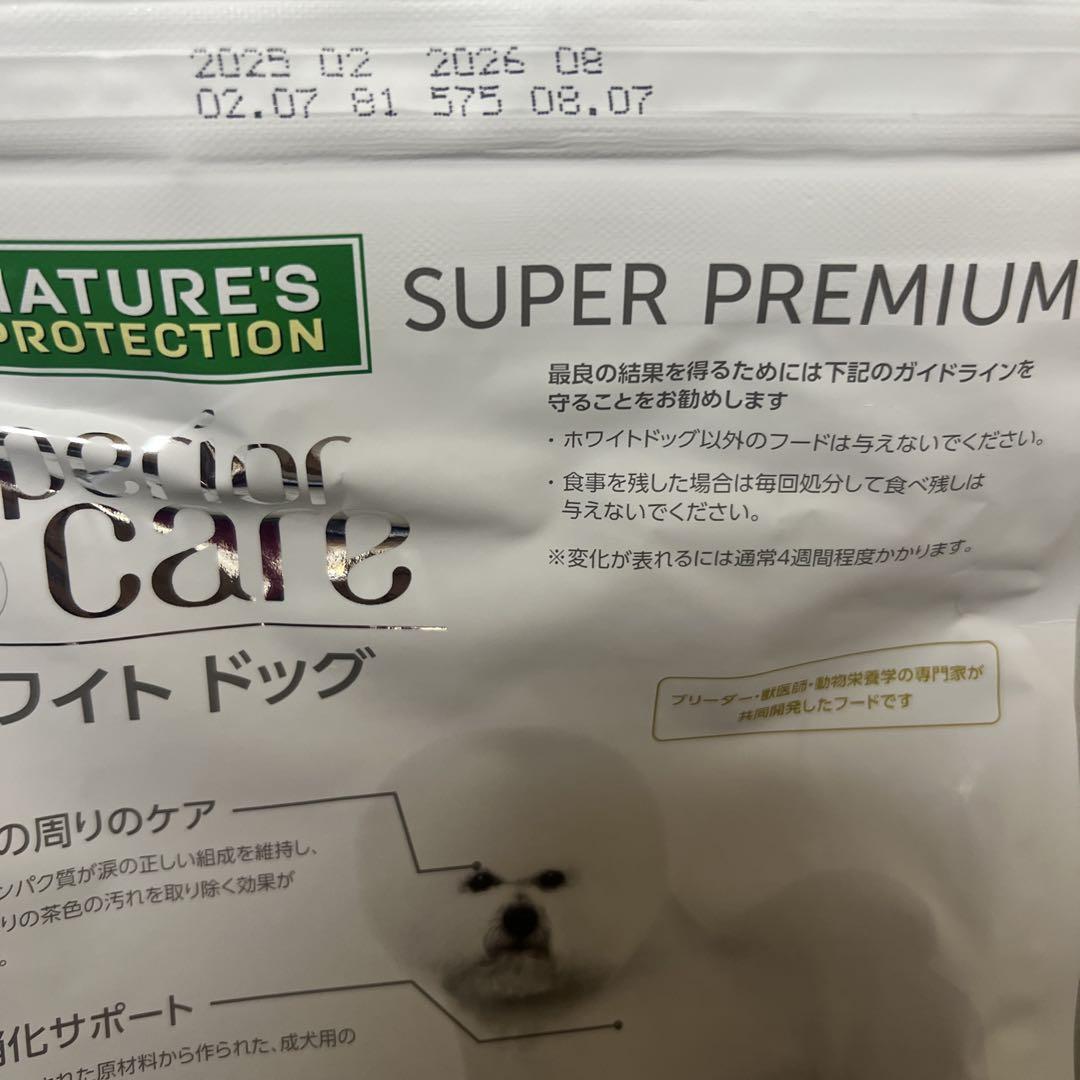 2025 02 2026 08
02.07 81 575 08.07
NATURE'S
PROTECTION
SUPER PREMIUM
最良の結果を得るためには下記のガイドラインを
守ることをお勧めします
・ホワイトドッグ以外のフードは与えないでください。
・食事を残した場合は毎回処分して食べ残しは
与えないでください。
※変化が表れるには通常4週間程度かかります。
perior
care
ワイト ドッグ
ブリーダー・獣医師・動物栄養学の専門家が
共同開発したフードです
の周りのケア
ンパク質が涙の正しい組成を維持し、
りの茶色の汚れを取り除く効果が
。
消化サポート
された原材料から作られた、成犬用の